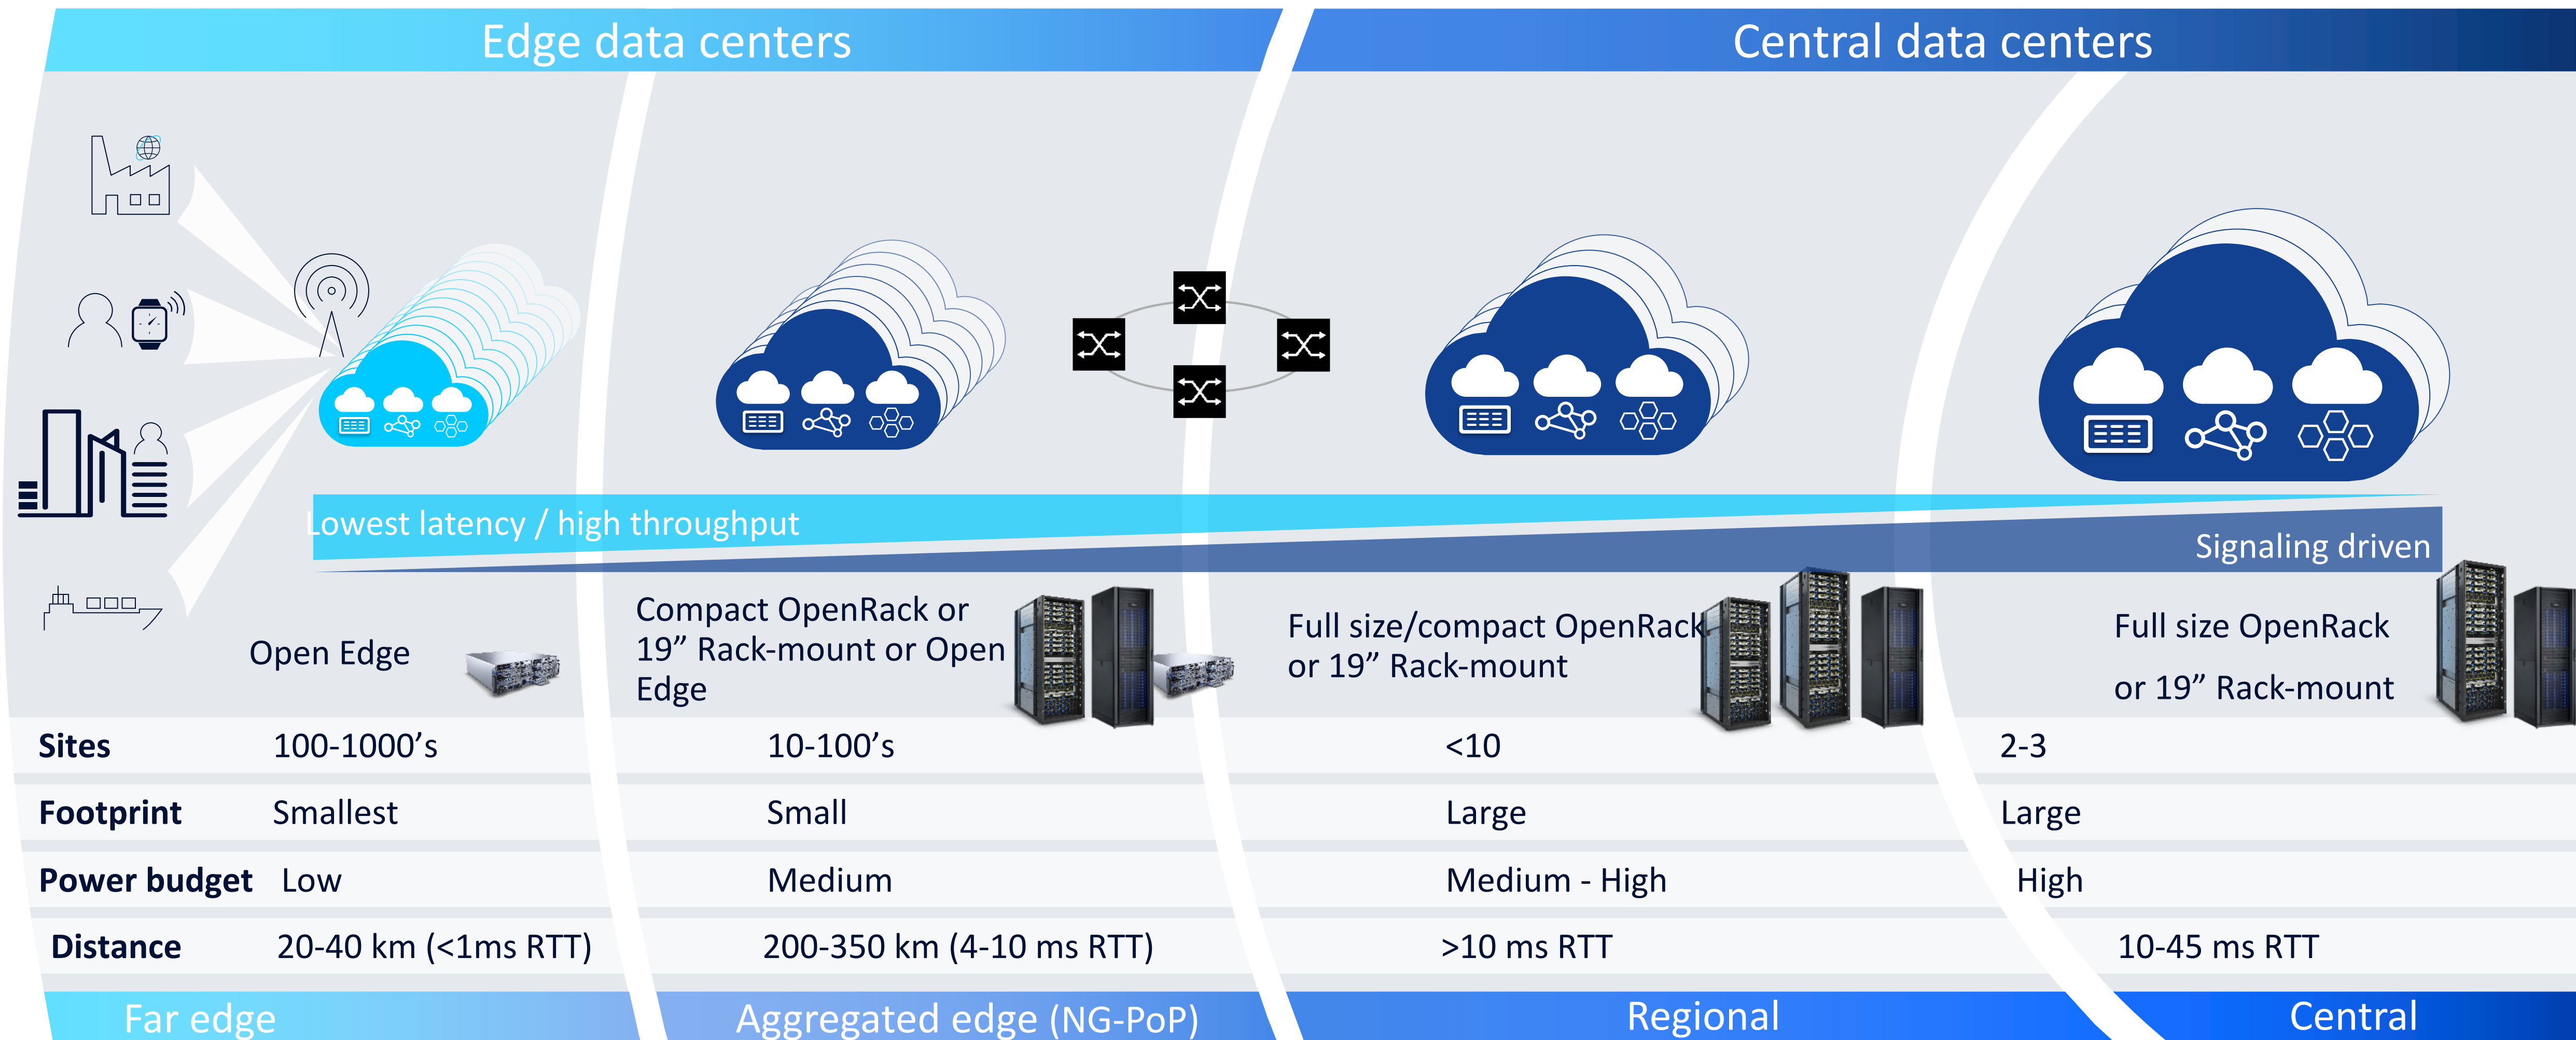 Edge data centers
Central data centers
Lowest latency / high throughput
Signaling driven
Open Edge
Compact OpenRack or
19” Rack-mount or Open
Edge
Full size/compact OpenRack
or 19” Rack-mount
Full size OpenRack
or 19” Rack-mount
Sites 100-1000’s 10-100’s <10 2-3
Footprint Smallest Small Large Large
Power budget Low Medium Medium - High High
Distance 20-40 km (<1ms RTT) 200-350 km (4-10 ms RTT) >10 ms RTT 10-45 ms RTT
Far edge Aggregated edge (NG-PoP) Regional Central